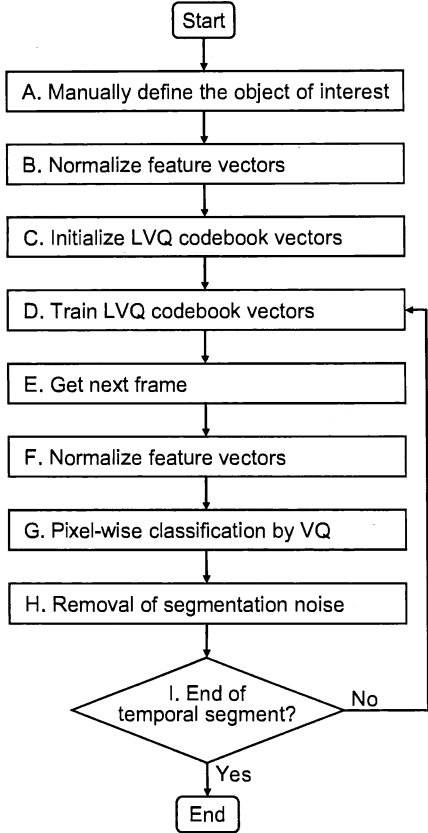 Start
A. Manually define the object of interest
B. Normalize feature vectors
C. Initialize LVQ codebook vectors
D. Train LVQ codebook vectors
E. Get next frame
F. Normalize feature vectors
G. Pixel-wise classification by VQ
H. Removal of segmentation noise
I. End of
temporal segment?
No
Yes
End